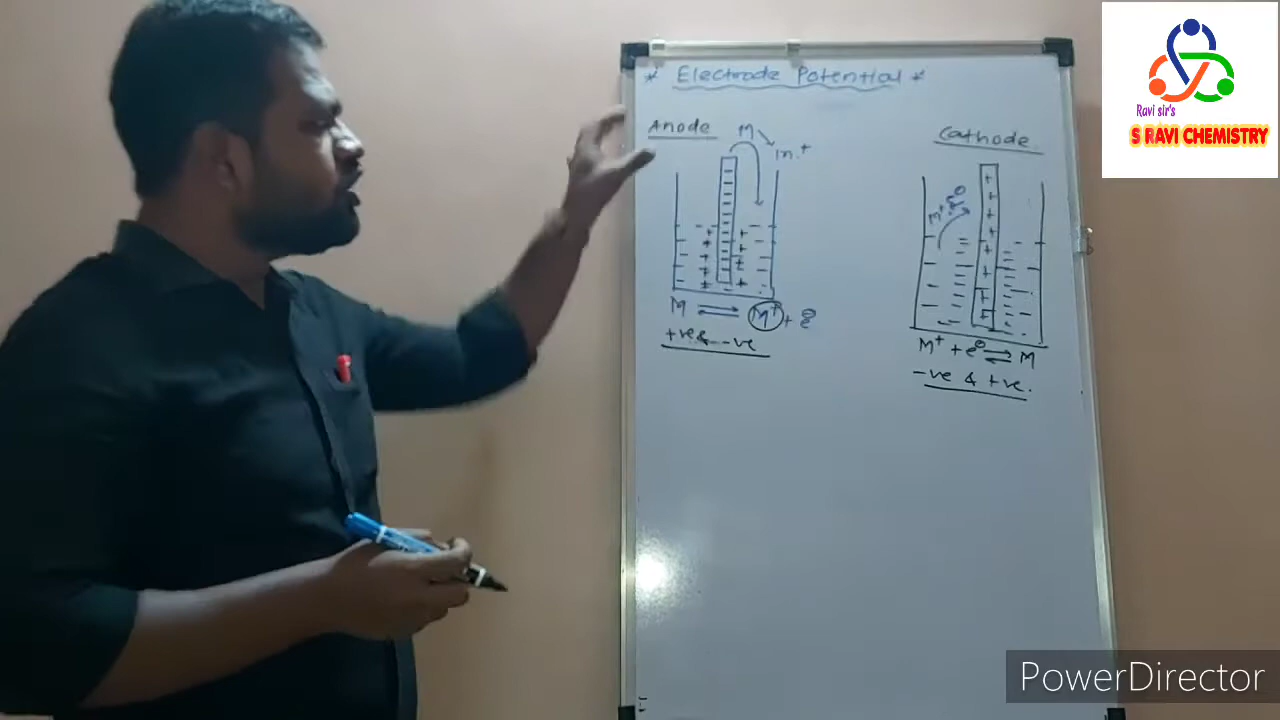 * Electrode Potential *
Anode
M
m+
M ⇌ M+ + e
+ve & -ve
Cathode
M+ e⊖
M+ + e⊖ ⇌ M
-ve & +ve.
Ravi sir's
S RAVI CHEMISTRY
PowerDirector